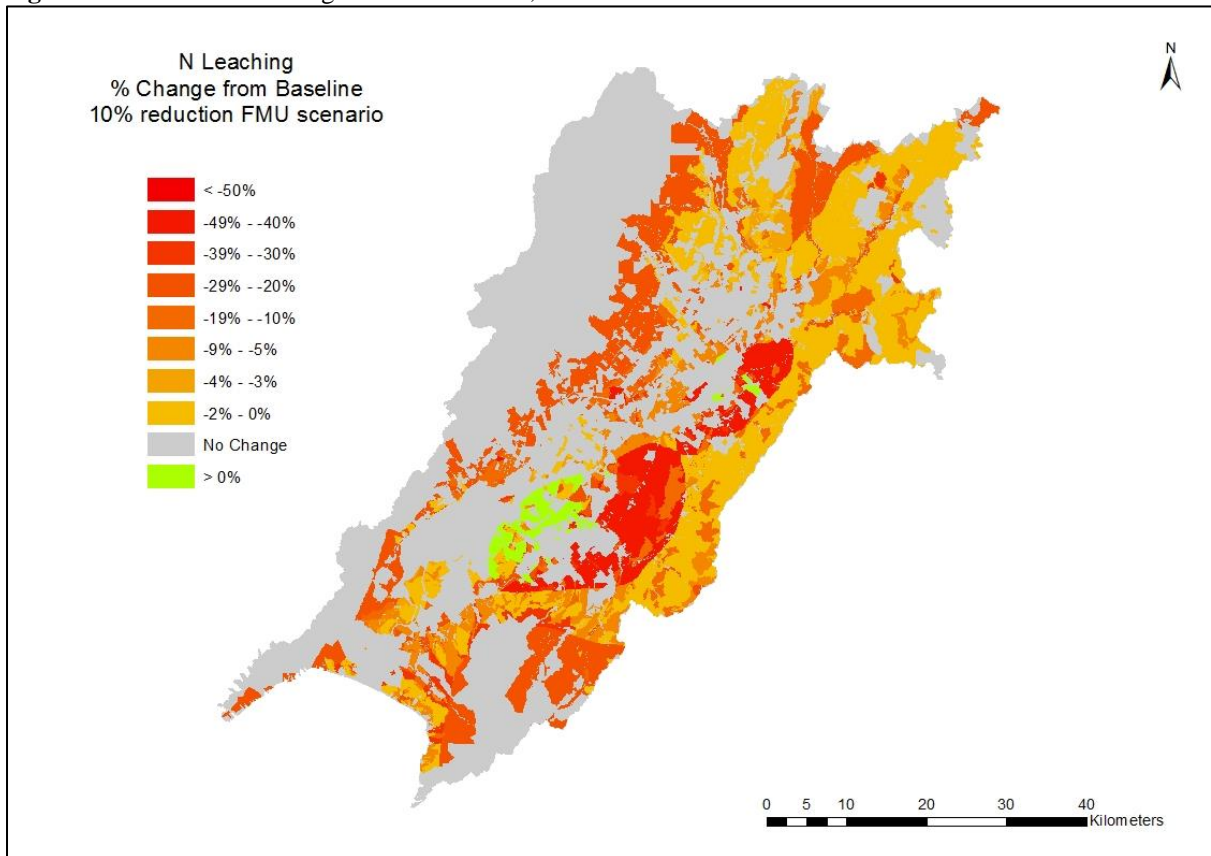 N Leaching
% Change from Baseline
10% reduction FMU scenario
N
< -50%
-49% - -40%
-39% - -30%
-29% - -20%
-19% - -10%
-9% - -5%
-4% - -3%
-2% - 0%
No Change
> 0%
0 5 10 20 30 40
Kilometers